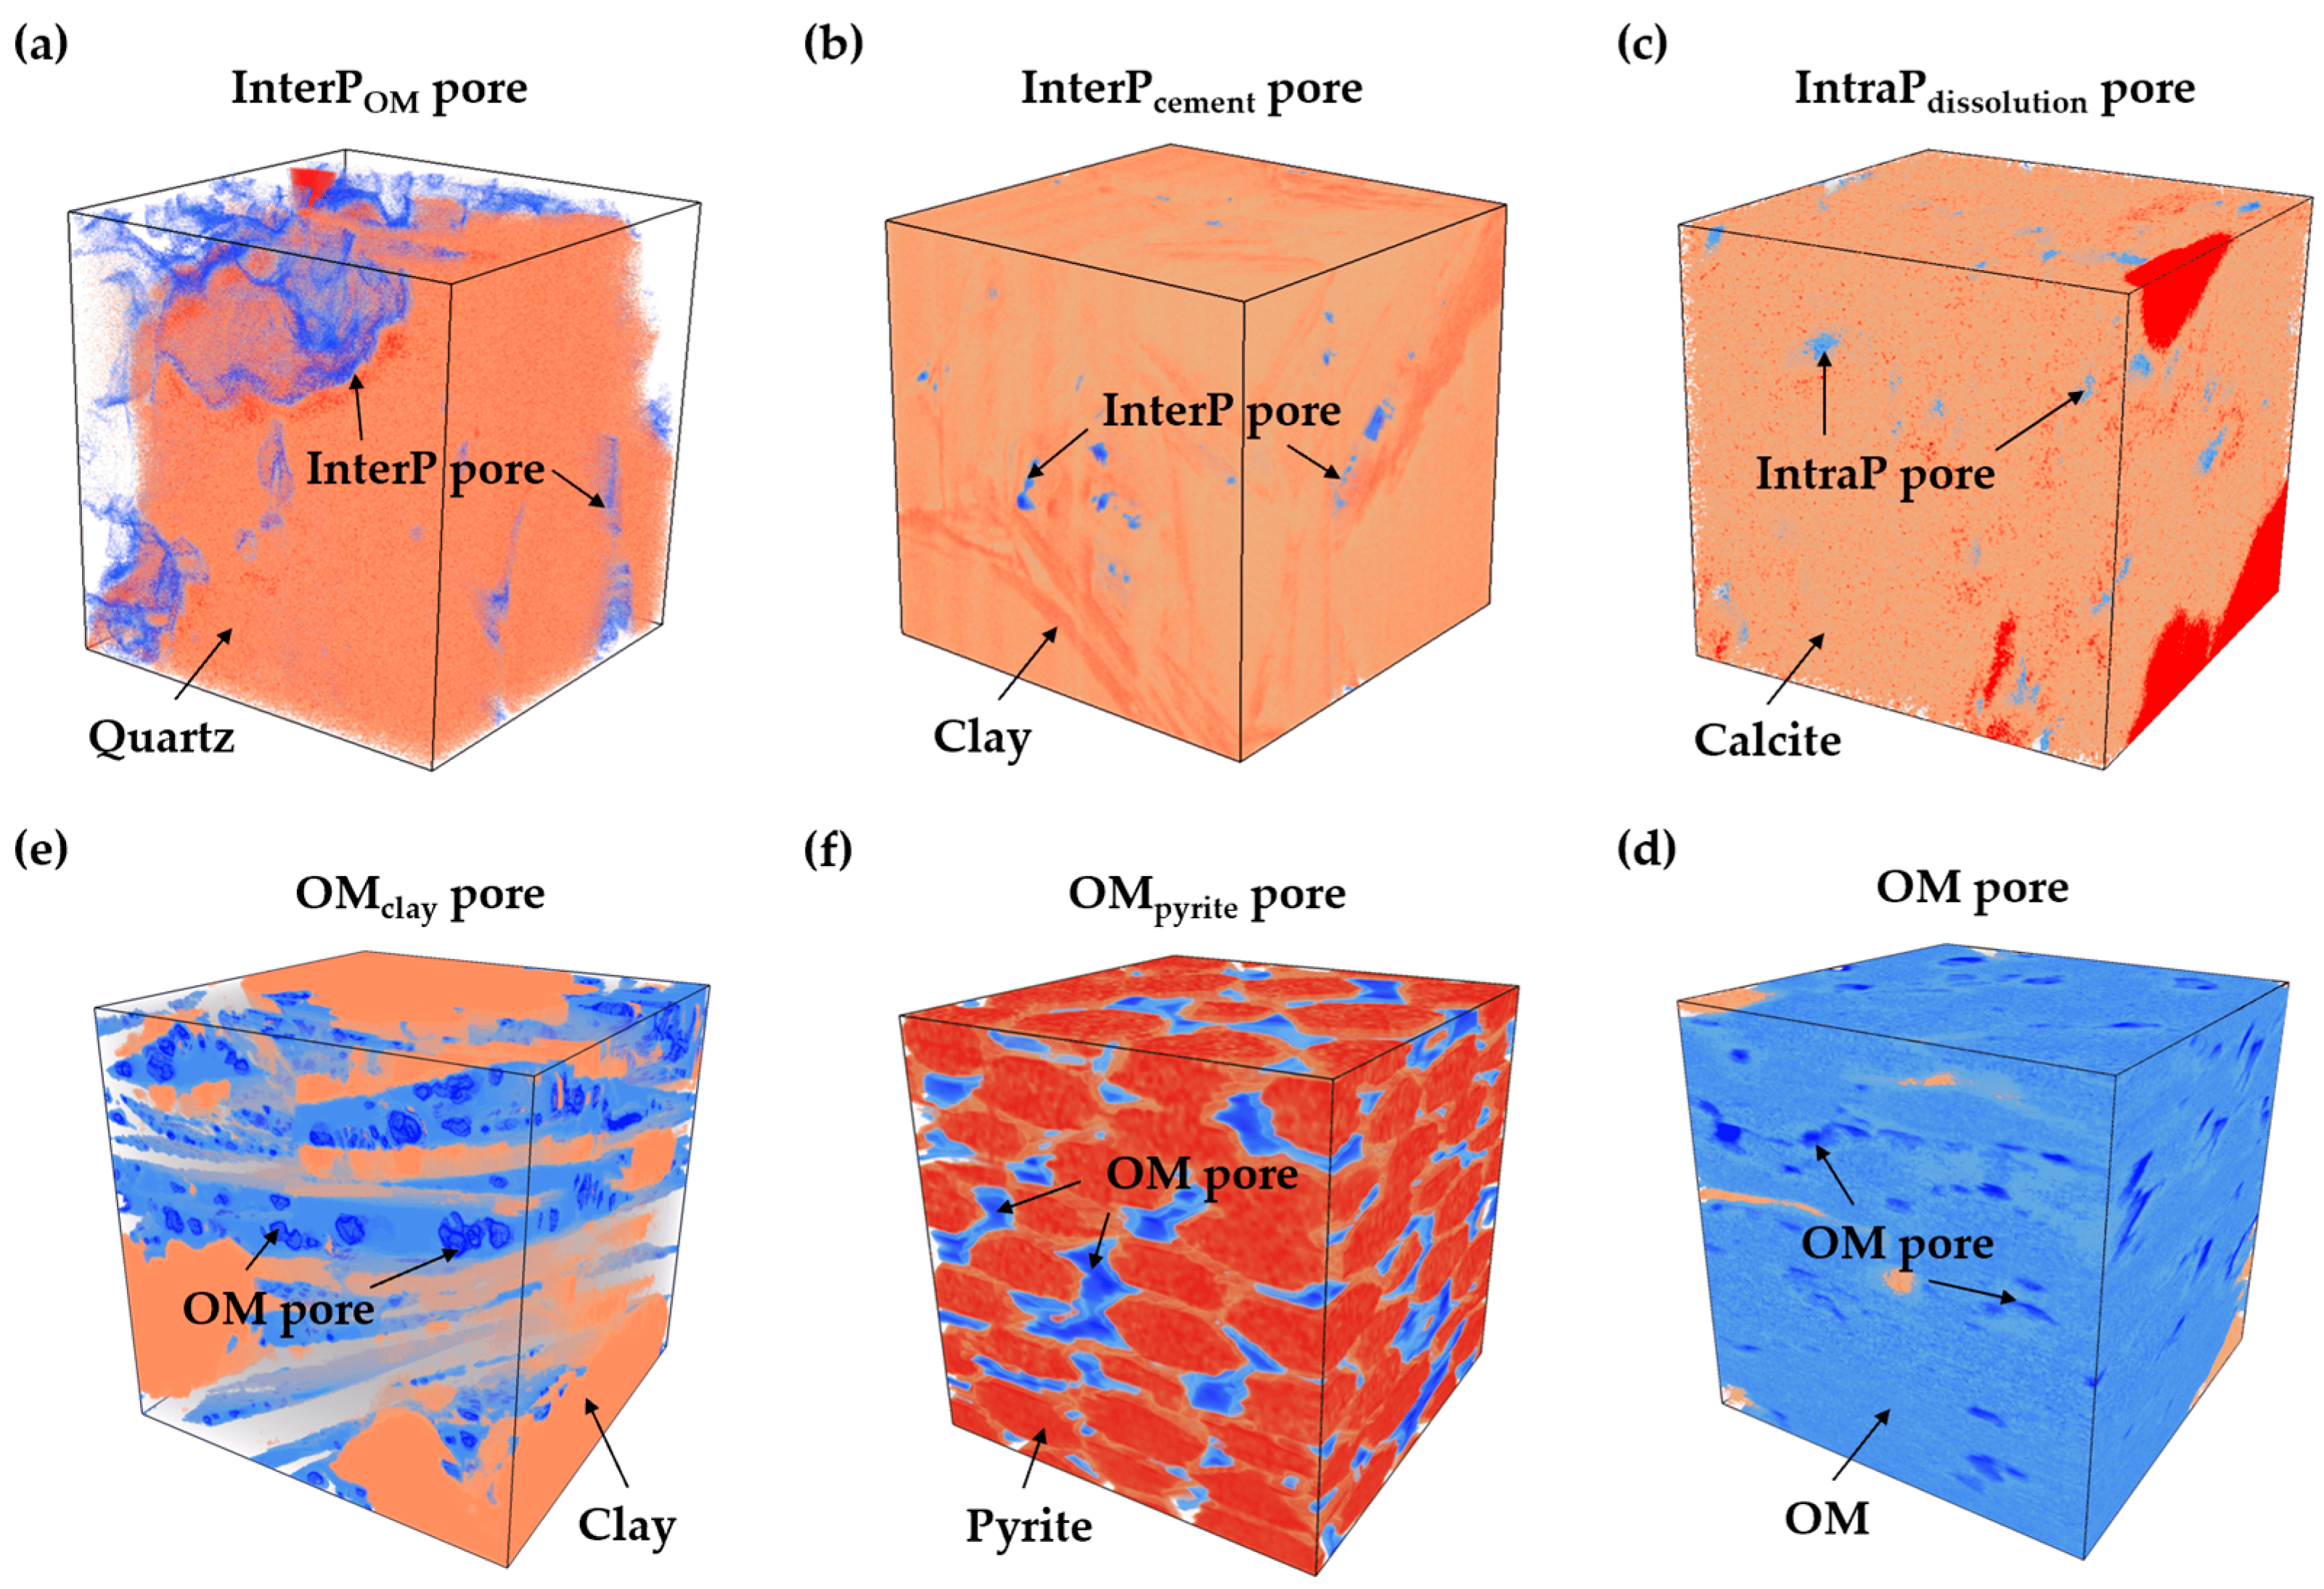 (a)
InterPOM pore
InterP pore
Quartz
(b)
InterPcement pore
InterP pore
Clay
(c)
IntraPdissolution pore
IntraP pore
Calcite
(e)
OMclay pore
OM pore
Clay
(f)
OMpyrite pore
OM pore
Pyrite
(d)
OM pore
OM pore
OM